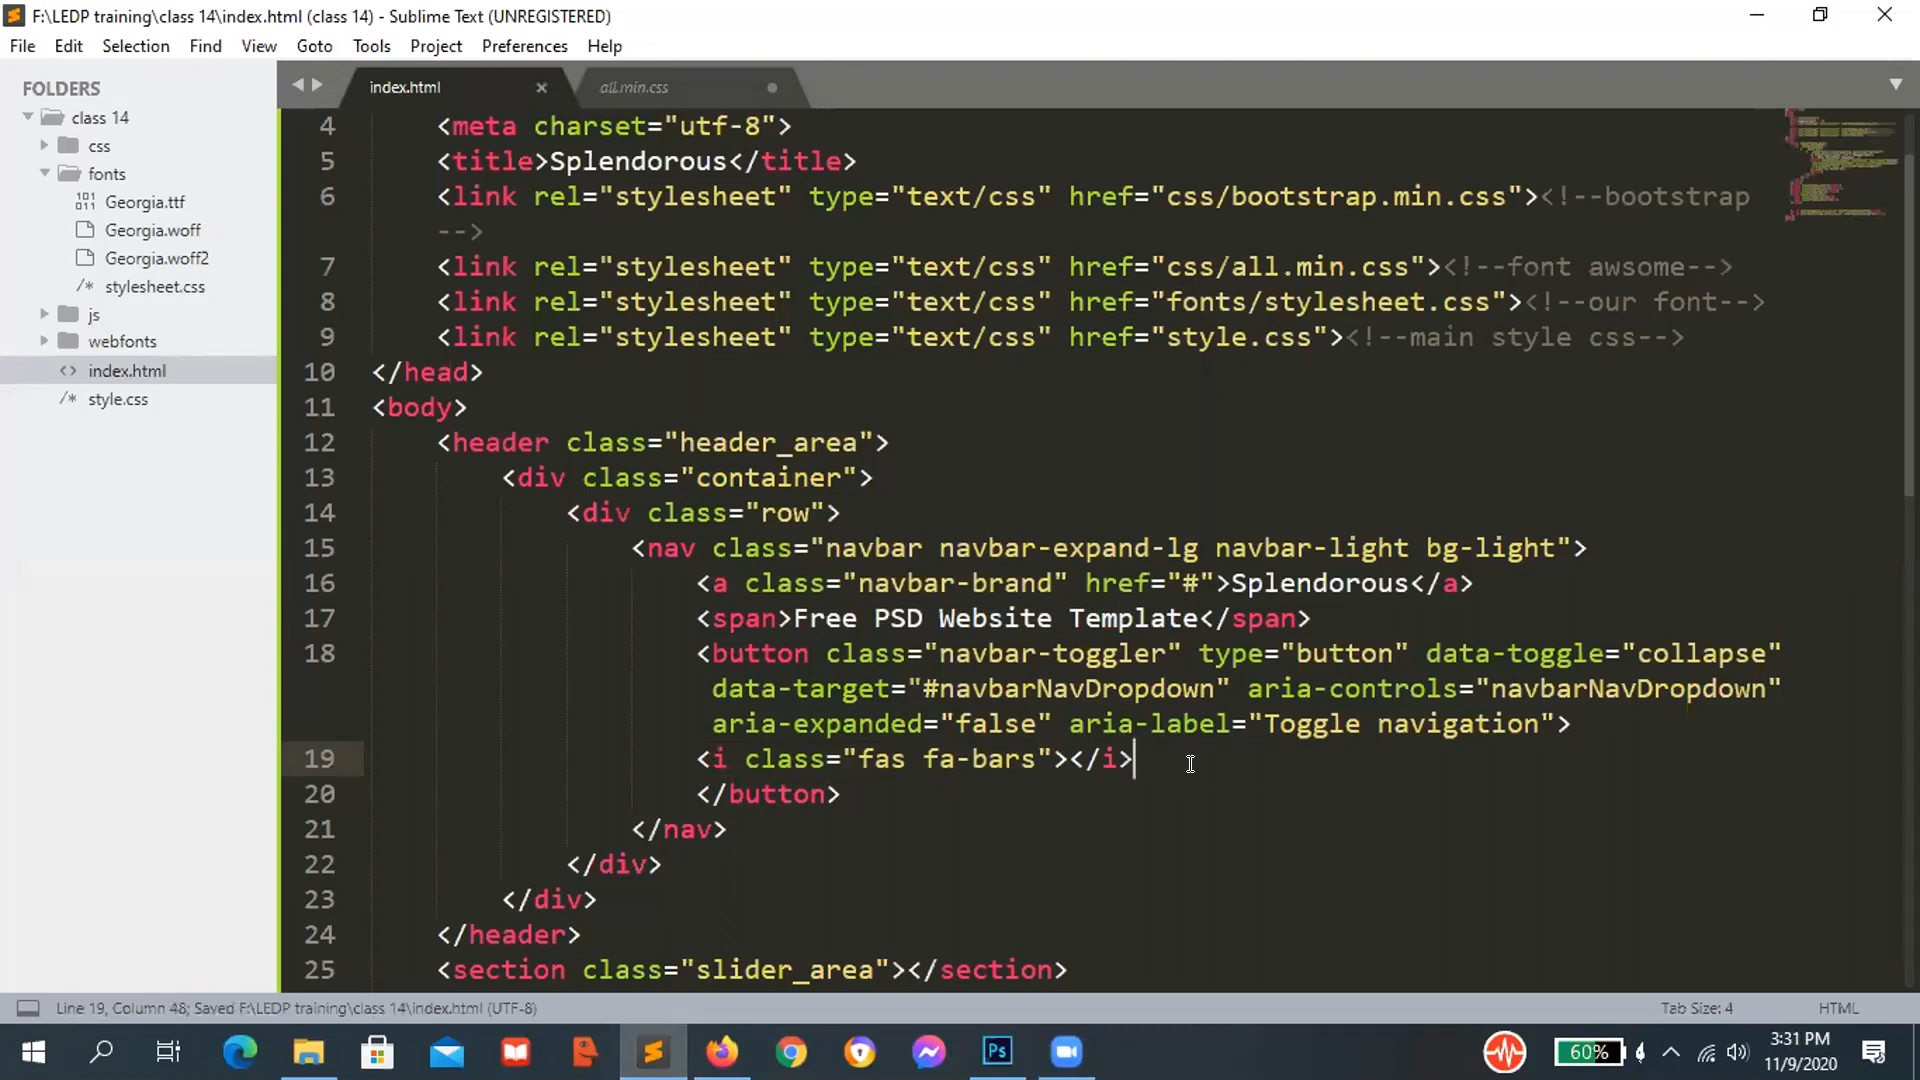 F:\LEDP training\class 14\index.html (class 14) - Sublime Text (UNREGISTERED)
File Edit Selection Find View Goto Tools Project Preferences Help
FOLDERS
class 14
css
fonts
Georgia.ttf
Georgia.woff
Georgia.woff2
/* stylesheet.css
js
webfonts
<> index.html
/* style.css
index.html
all.min.css
4 <meta charset="utf-8">
5 <title>Splendorous</title>
6 <link rel="stylesheet" type="text/css" href="css/bootstrap.min.css"><!--bootstrap
-->
7 <link rel="stylesheet" type="text/css" href="css/all.min.css"><!--font awsome-->
8 <link rel="stylesheet" type="text/css" href="fonts/stylesheet.css"><!--our font-->
9 <link rel="stylesheet" type="text/css" href="style.css"><!--main style css-->
10 </head>
11 <body>
12 <header class="header_area">
13 <div class="container">
14 <div class="row">
15 <nav class="navbar navbar-expand-lg navbar-light bg-light">
16 <a class="navbar-brand" href="#">Splendorous</a>
17 <span>Free PSD Website Template</span>
18 <button class="navbar-toggler" type="button" data-toggle="collapse"
data-target="#navbarNavDropdown" aria-controls="navbarNavDropdown"
aria-expanded="false" aria-label="Toggle navigation">
19 <i class="fas fa-bars"></i>
20 </button>
21 </nav>
22 </div>
23 </div>
24 </header>
25 <section class="slider_area"></section>
Line 19, Column 48; Saved F:\LEDP training\class 14\index.html (UTF-8)
Tab Size: 4
HTML
Ps
60%
3:31 PM
11/9/2020